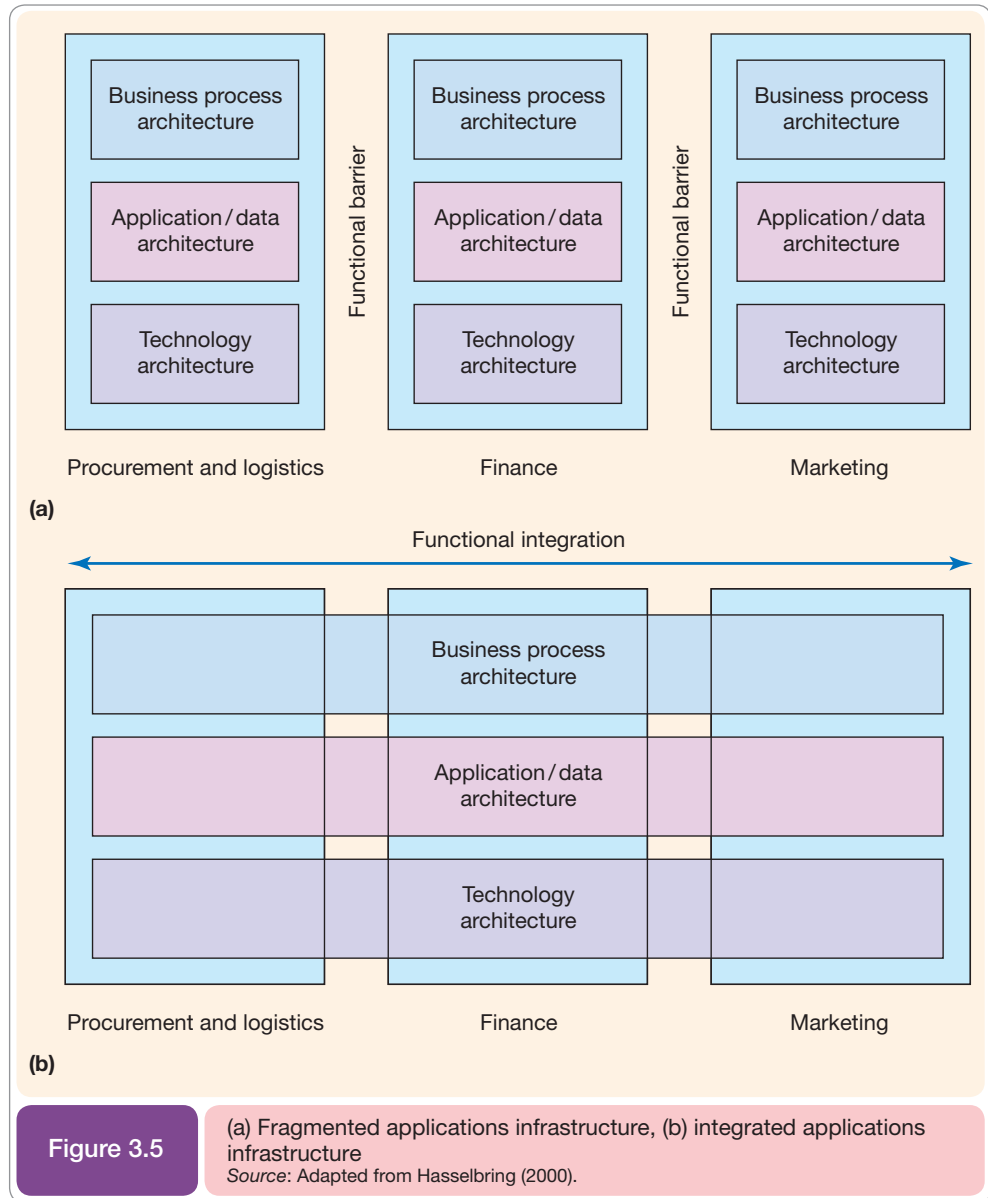 Business process
architecture
Application / data
architecture
Technology
architecture
Procurement and logistics
Functional barrier
Business process
architecture
Application / data
architecture
Technology
architecture
Finance
Functional barrier
Business process
architecture
Application / data
architecture
Technology
architecture
Marketing
(a)
Functional integration
Business process
architecture
Application / data
architecture
Technology
architecture
Procurement and logistics
Finance
Marketing
(b)
Figure 3.5
(a) Fragmented applications infrastructure, (b) integrated applications
infrastructure
Source: Adapted from Hasselbring (2000).